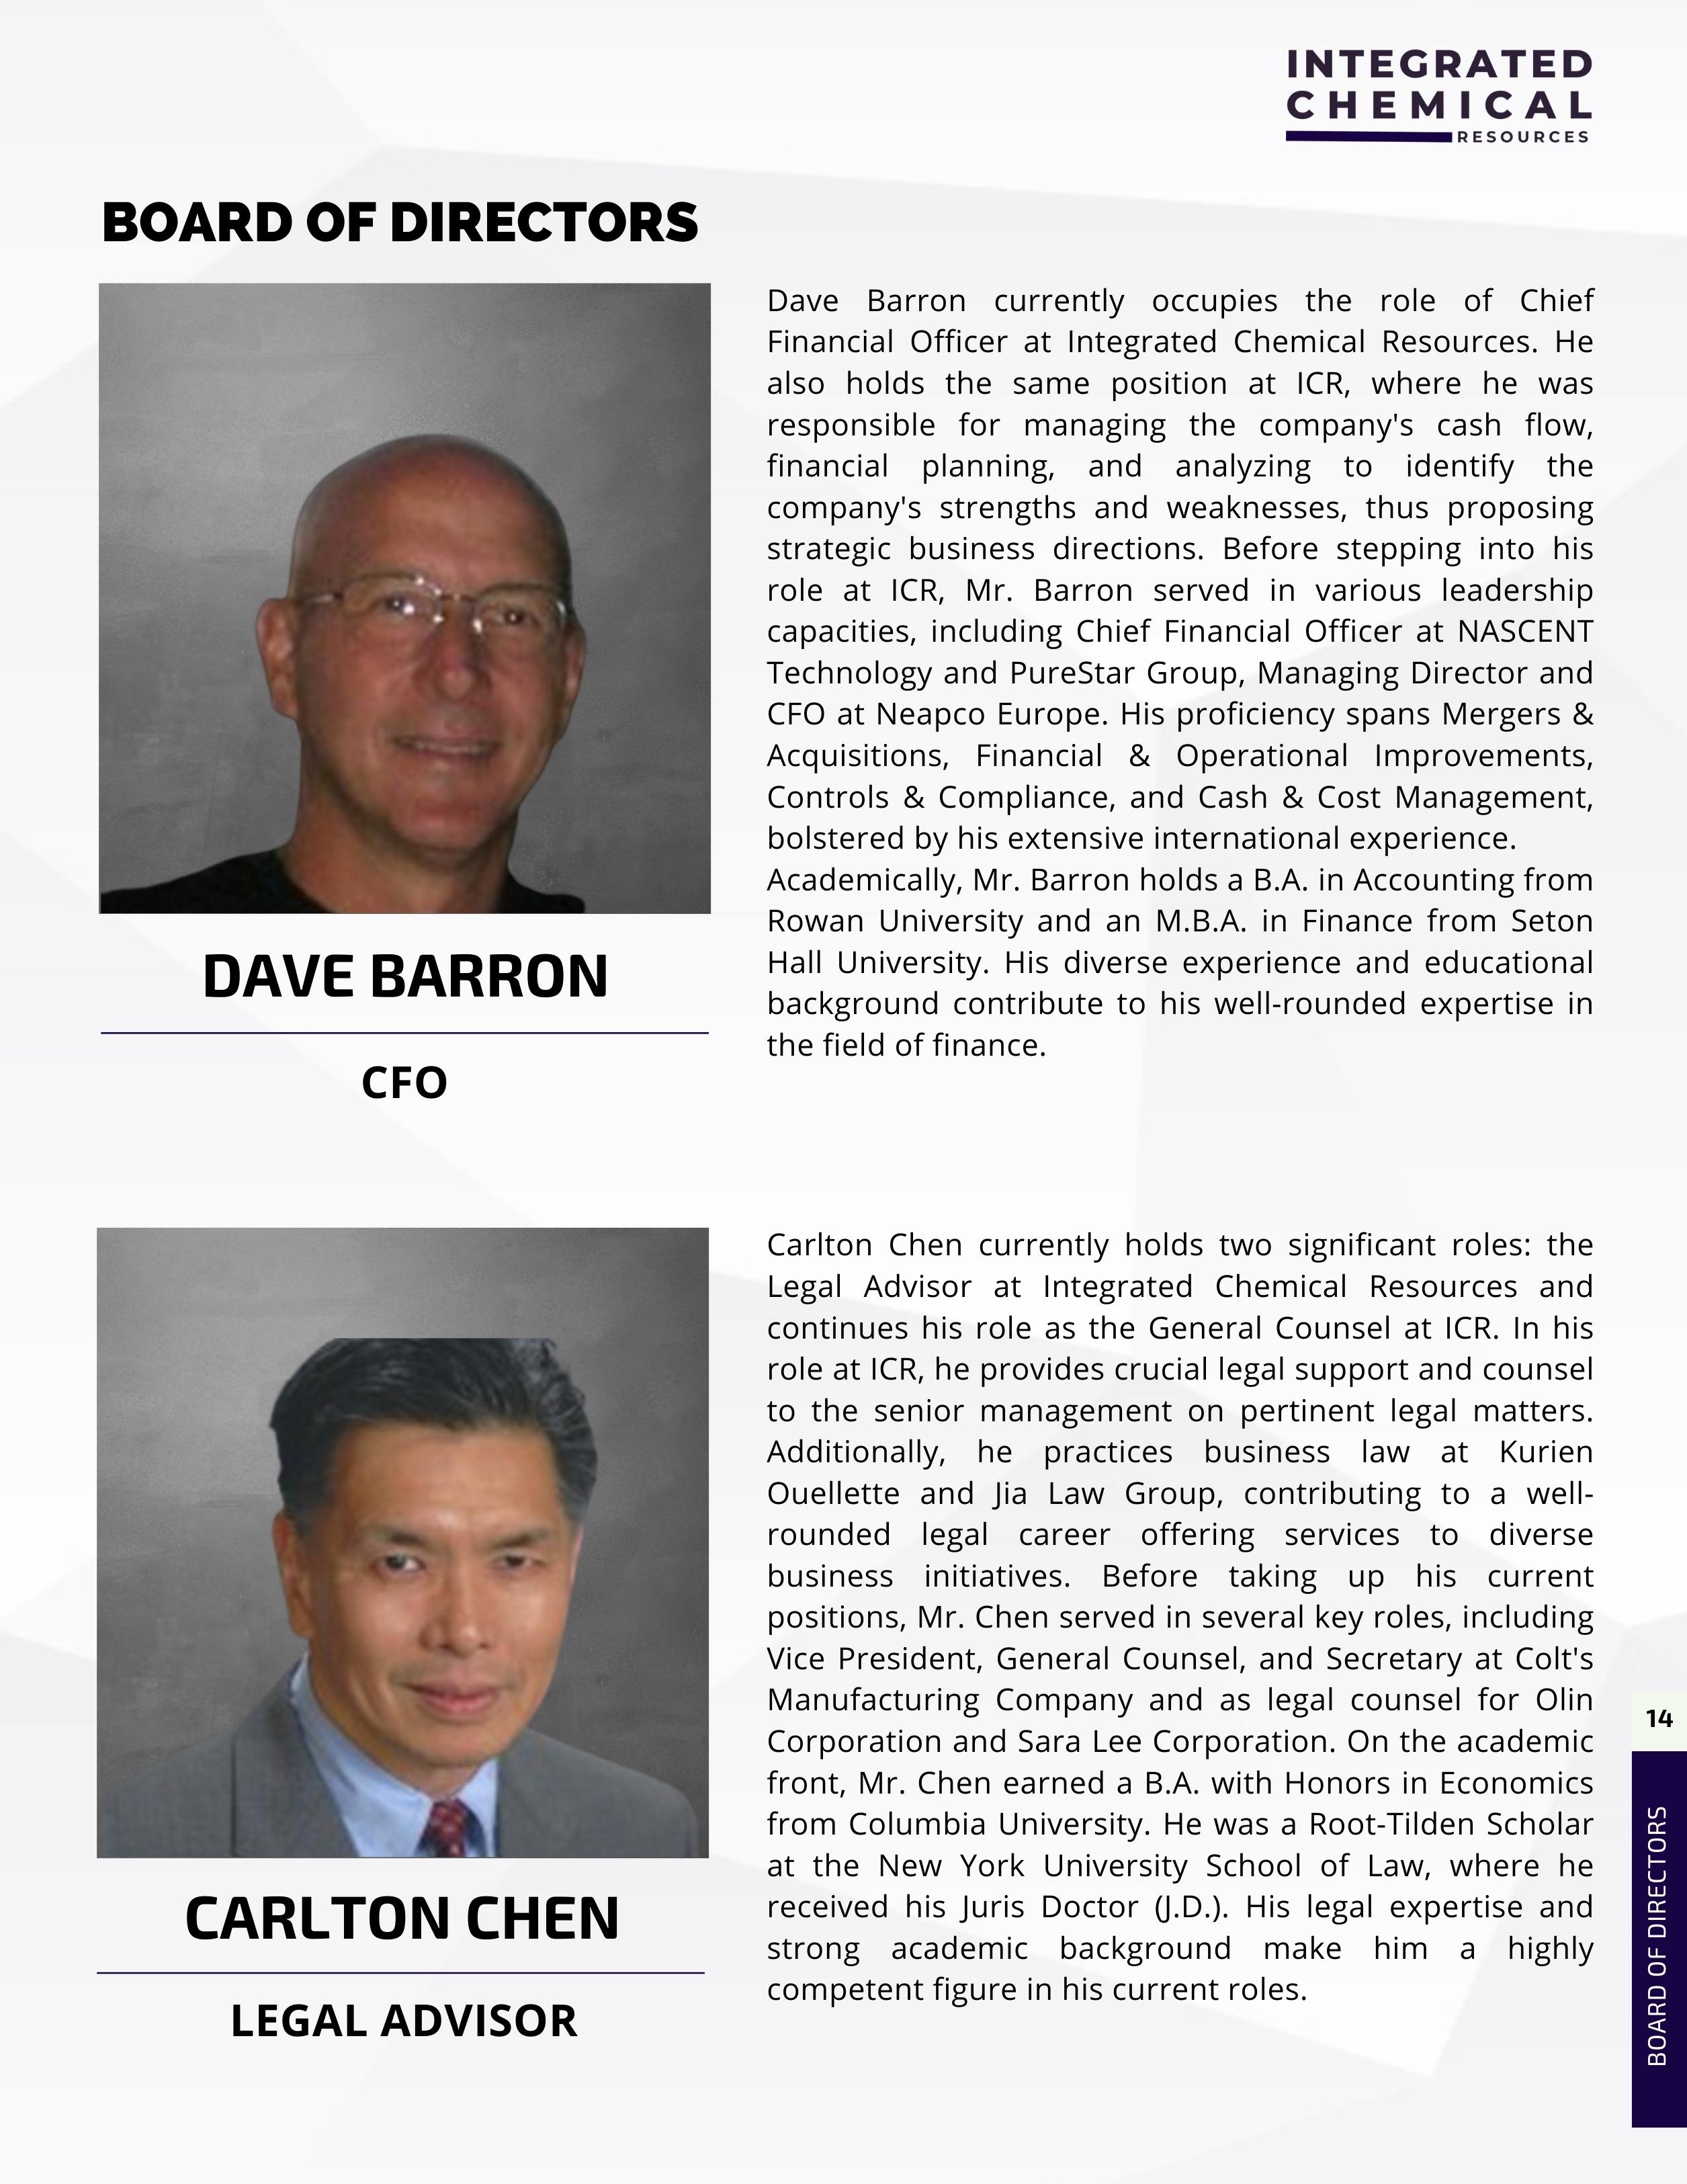 INTEGRATED
CHEMICAL
RESOURCES
BOARD OF DIRECTORS
Dave Barron currently occupies the role of Chief
Financial Officer at Integrated Chemical Resources. He
also holds the same position at ICR, where he was
responsible for managing the company's cash flow,
financial planning, and analyzing to identify the
company's strengths and weaknesses, thus proposing
strategic business directions. Before stepping into his
role at ICR, Mr. Barron served in various leadership
capacities, including Chief Financial Officer at NASCENT
Technology and PureStar Group, Managing Director and
CFO at Neapco Europe. His proficiency spans Mergers &
Acquisitions, Financial & Operational Improvements,
Controls & Compliance, and Cash & Cost Management,
bolstered by his extensive international experience.
Academically, Mr. Barron holds a B.A. in Accounting from
Rowan University and an M.B.A. in Finance from Seton
Hall University. His diverse experience and educational
background contribute to his well-rounded expertise in
the field of finance.
DAVE BARRON
CFO
Carlton Chen currently holds two significant roles: the
Legal Advisor at Integrated Chemical Resources and
continues his role as the General Counsel at ICR. In his
role at ICR, he provides crucial legal support and counsel
to the senior management on pertinent legal matters.
Additionally, he practices business law at Kurien
Ouellette and Jia Law Group, contributing to a well-
rounded legal career offering services to diverse
business initiatives. Before taking up his current
positions, Mr. Chen served in several key roles, including
Vice President, General Counsel, and Secretary at Colt's
Manufacturing Company and as legal counsel for Olin
Corporation and Sara Lee Corporation. On the academic
front, Mr. Chen earned a B.A. with Honors in Economics
from Columbia University. He was a Root-Tilden Scholar
at the New York University School of Law, where he
received his Juris Doctor (J.D.). His legal expertise and
strong academic background make him a highly
competent figure in his current roles.
CARLTON CHEN
LEGAL ADVISOR
14
BOARD OF DIRECTORS